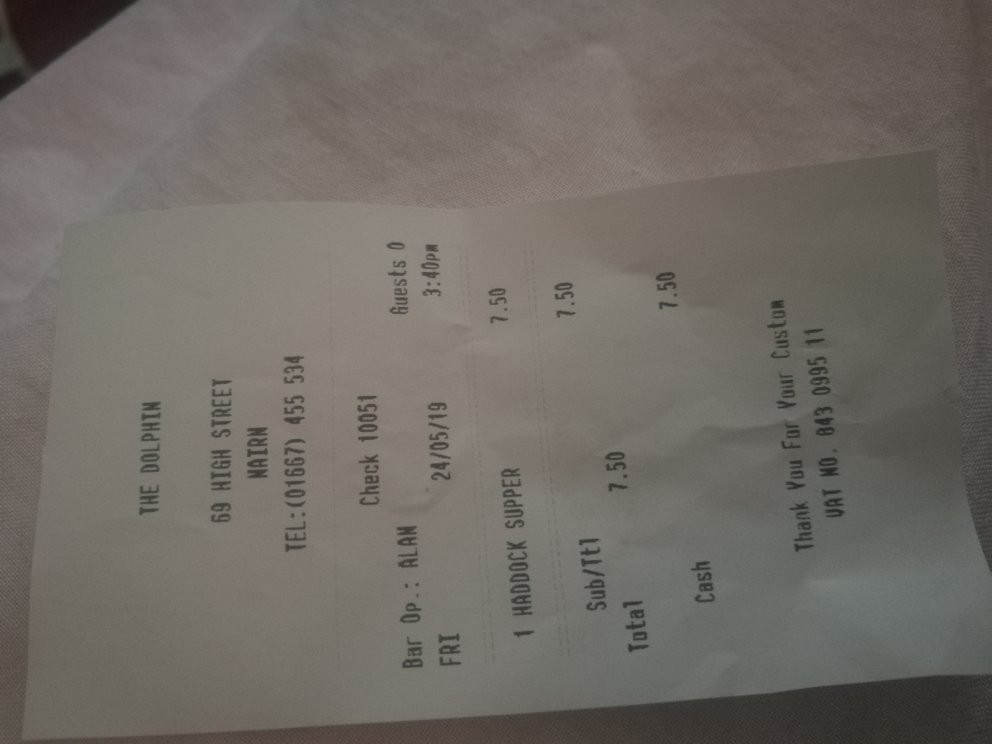 THE DOLPHIN
69 HIGH STREET
NAIRN
TEL:(01667) 455 534
Check 10051
Bar Op.: ALAN Guests 0
FRI 24/05/19 3:40pm
1 HADDOCK SUPPER 7.50
Sub/Ttl 7.50
Total 7.50
Cash 7.50
Thank You For Your Custom
VAT NO. 843 0995 11